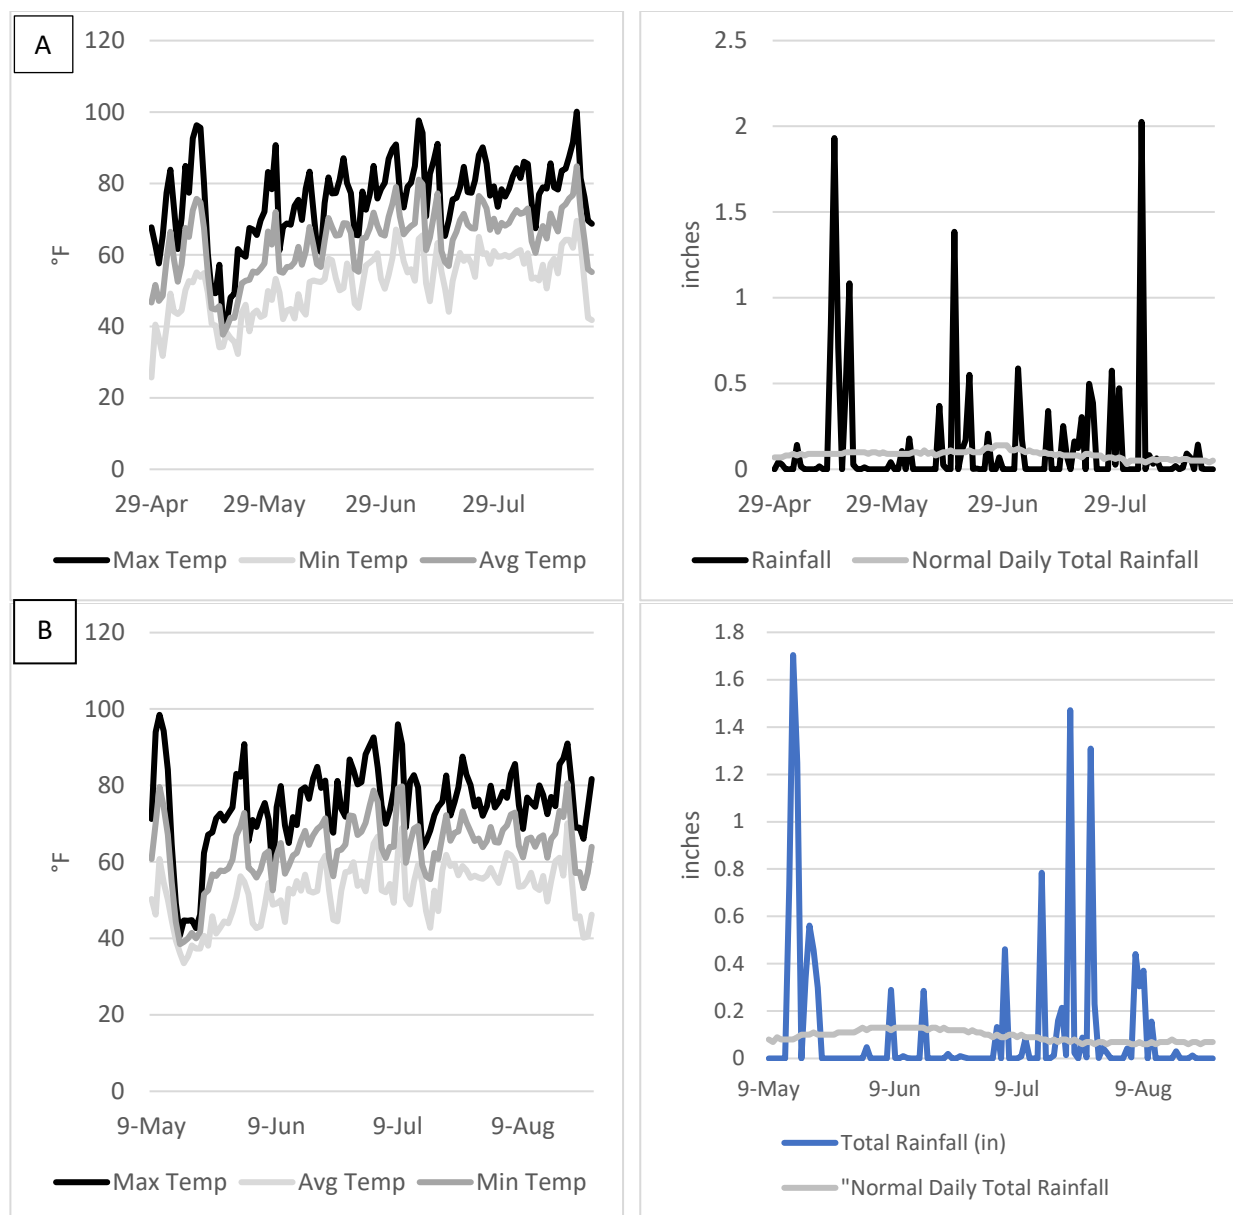 A
120
100
80
60
40
20
0
°F
29-Apr 29-May 29-Jun 29-Jul
Max Temp Min Temp Avg Temp
2.5
2
1.5
1
0.5
0
inches
29-Apr 29-May 29-Jun 29-Jul
Rainfall Normal Daily Total Rainfall
B
120
100
80
60
40
20
0
°F
9-May 9-Jun 9-Jul 9-Aug
Max Temp Avg Temp Min Temp
1.8
1.6
1.4
1.2
1
0.8
0.6
0.4
0.2
0
inches
9-May 9-Jun 9-Jul 9-Aug
Total Rainfall (in)
"Normal Daily Total Rainfall